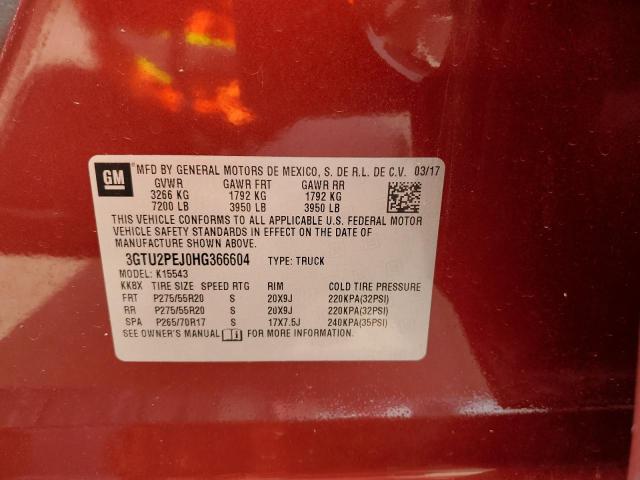 GM
MFD BY GENERAL MOTORS DE MEXICO, S. DE R.L. DE C.V. 03/17
GVWR GAWR FRT GAWR RR
3266 KG 1792 KG 1792 KG
7200 LB 3950 LB 3950 LB
THIS VEHICLE CONFORMS TO ALL APPLICABLE U.S. FEDERAL MOTOR
VEHICLE SAFETY STANDARDS IN EFFECT ON THE DATE OF
MANUFACTURE SHOWN ABOVE.
3GTU2PEJ0HG366604 TYPE: TRUCK
MODEL: K15543
KKBX TIRE SIZE SPEED RTG RIM COLD TIRE PRESSURE
FRT P275/55R20 S 20X9J 220KPA(32PSI)
RR P275/55R20 S 20X9J 220KPA(32PSI)
SPA P265/70R17 S 17X7.5J 240KPA(35PSI)
SEE OWNER'S MANUAL FOR MORE INFORMATION.